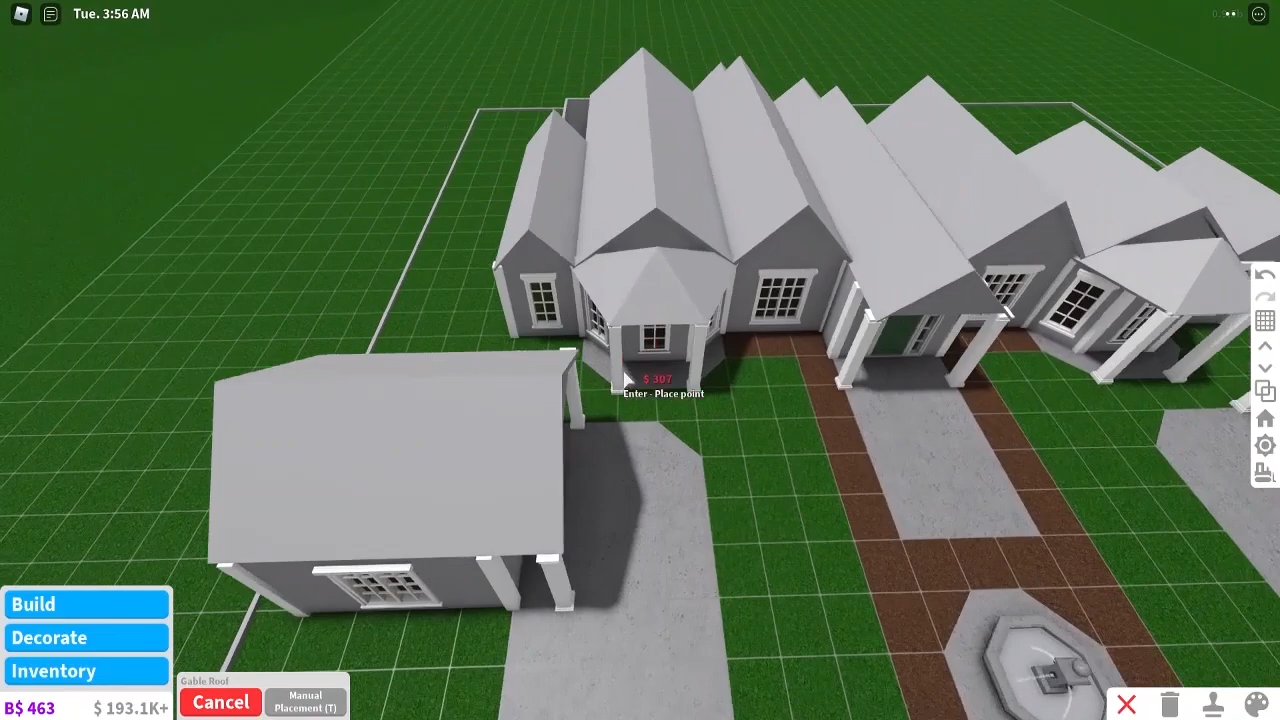 Tue. 3:56 AM
$ 307
Enter - Place point
Build
Decorate
Inventory
Gable Roof
Cancel
Manual
Placement (T)
B$ 463
$ 193.1K+